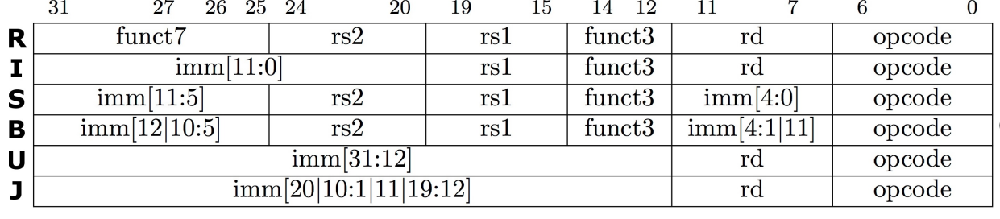 31 27 26 25 24 20 19 15 14 12 11 7 6 0
R funct7 rs2 rs1 funct3 rd opcode
I imm[11:0] rs1 funct3 rd opcode
S imm[11:5] rs2 rs1 funct3 imm[4:0] opcode
B imm[12|10:5] rs2 rs1 funct3 imm[4:1|11] opcode
U imm[31:12] rd opcode
J imm[20|10:1|11|19:12] rd opcode